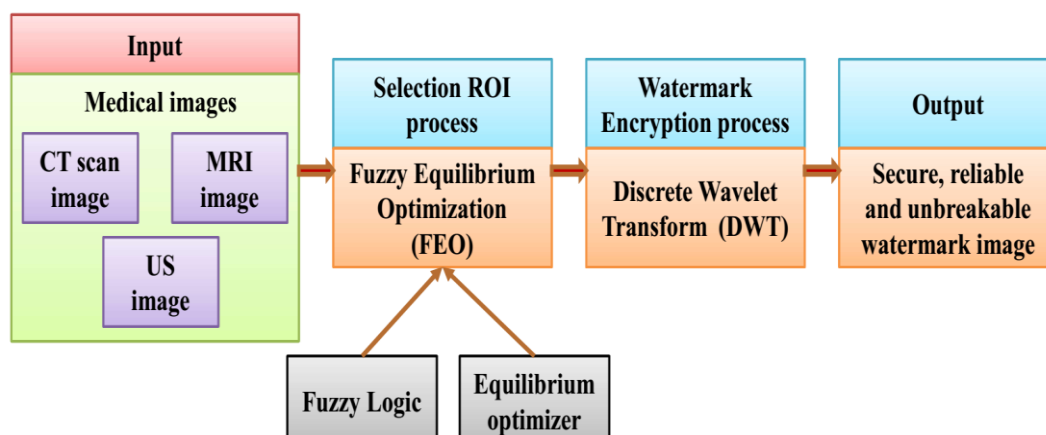 Input
Medical images
CT scan
image
MRI
image
US
image
Selection ROI
process
Fuzzy Equilibrium
Optimization
(FEO)
Watermark
Encryption process
Discrete Wavelet
Transform (DWT)
Output
Secure, reliable
and unbreakable
watermark image
Fuzzy Logic
Equilibrium
optimizer